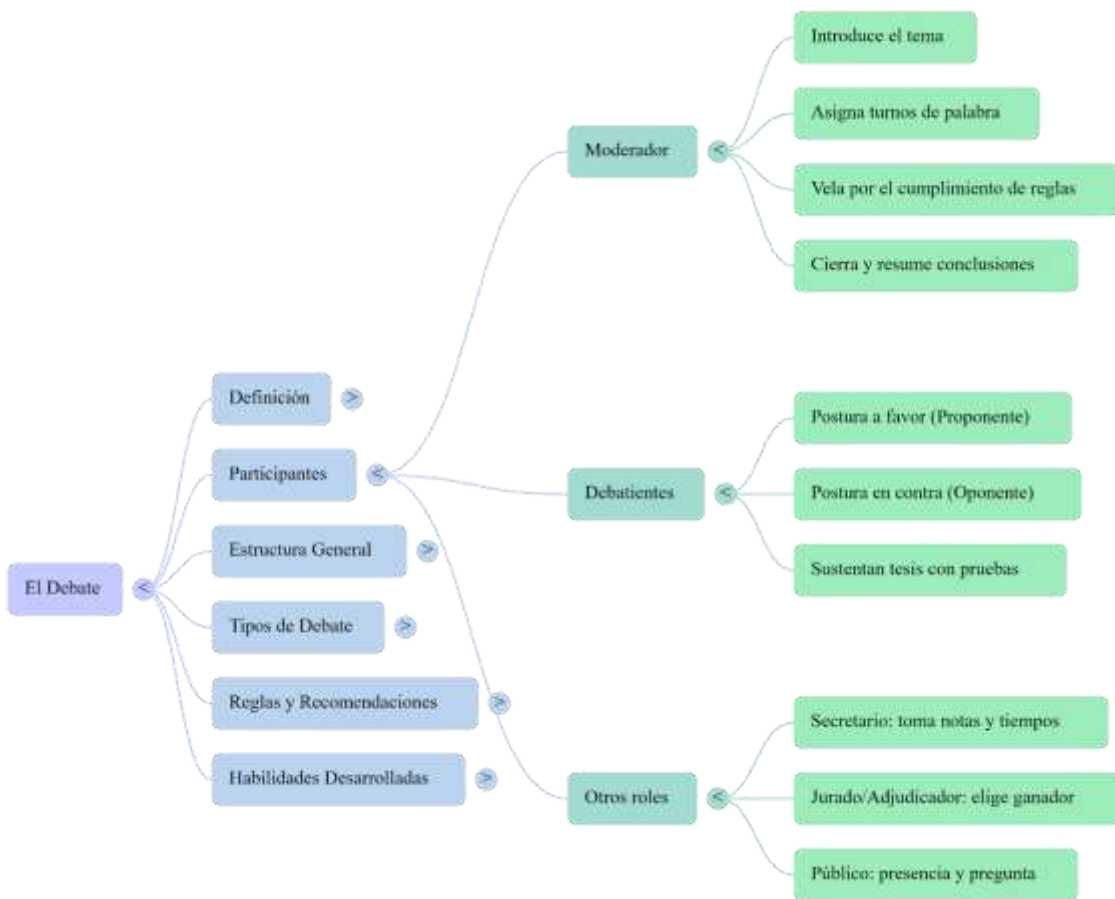 El Debate
Definición
Participantes
Estructura General
Tipos de Debate
Reglas y Recomendaciones
Habilidades Desarrolladas
Moderador
Introduce el tema
Asigna turnos de palabra
Vela por el cumplimiento de reglas
Cierra y resume conclusiones
Debatientes
Postura a favor (Proponente)
Postura en contra (Oponente)
Sustentan tesis con pruebas
Otros roles
Secretario: toma notas y tiempos
Jurado/Adjudicador: elige ganador
Público: presencia y pregunta